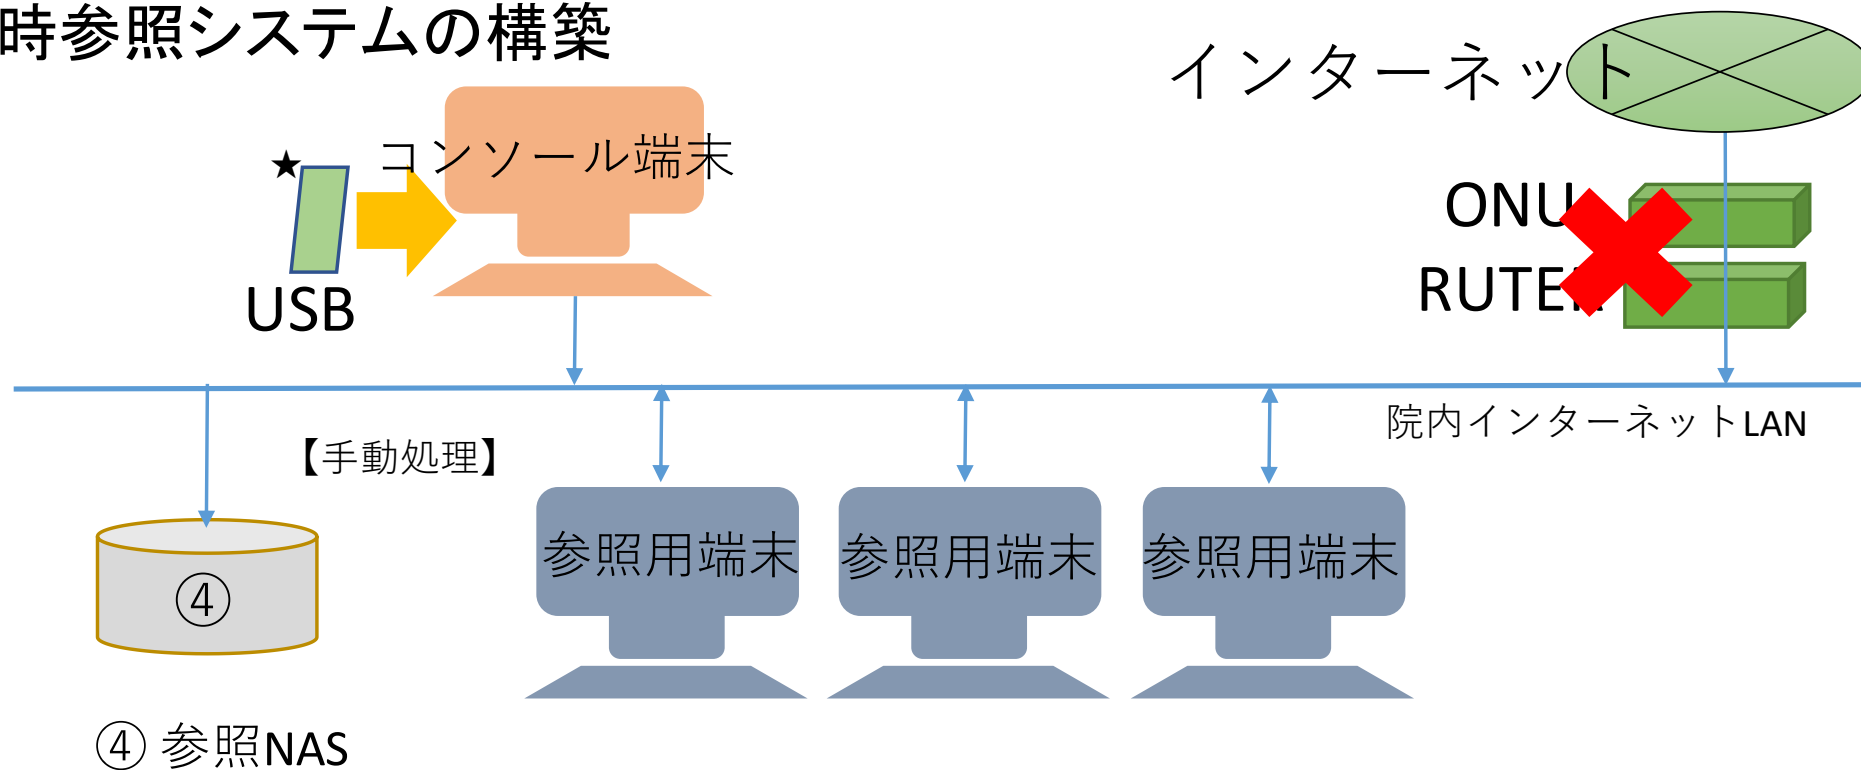 時参照システムの構築
インターネット
コンソール端末
★
USB
ONU
RUTER
院内インターネットLAN
【手動処理】
参照用端末
参照用端末
参照用端末
④
④ 参照NAS